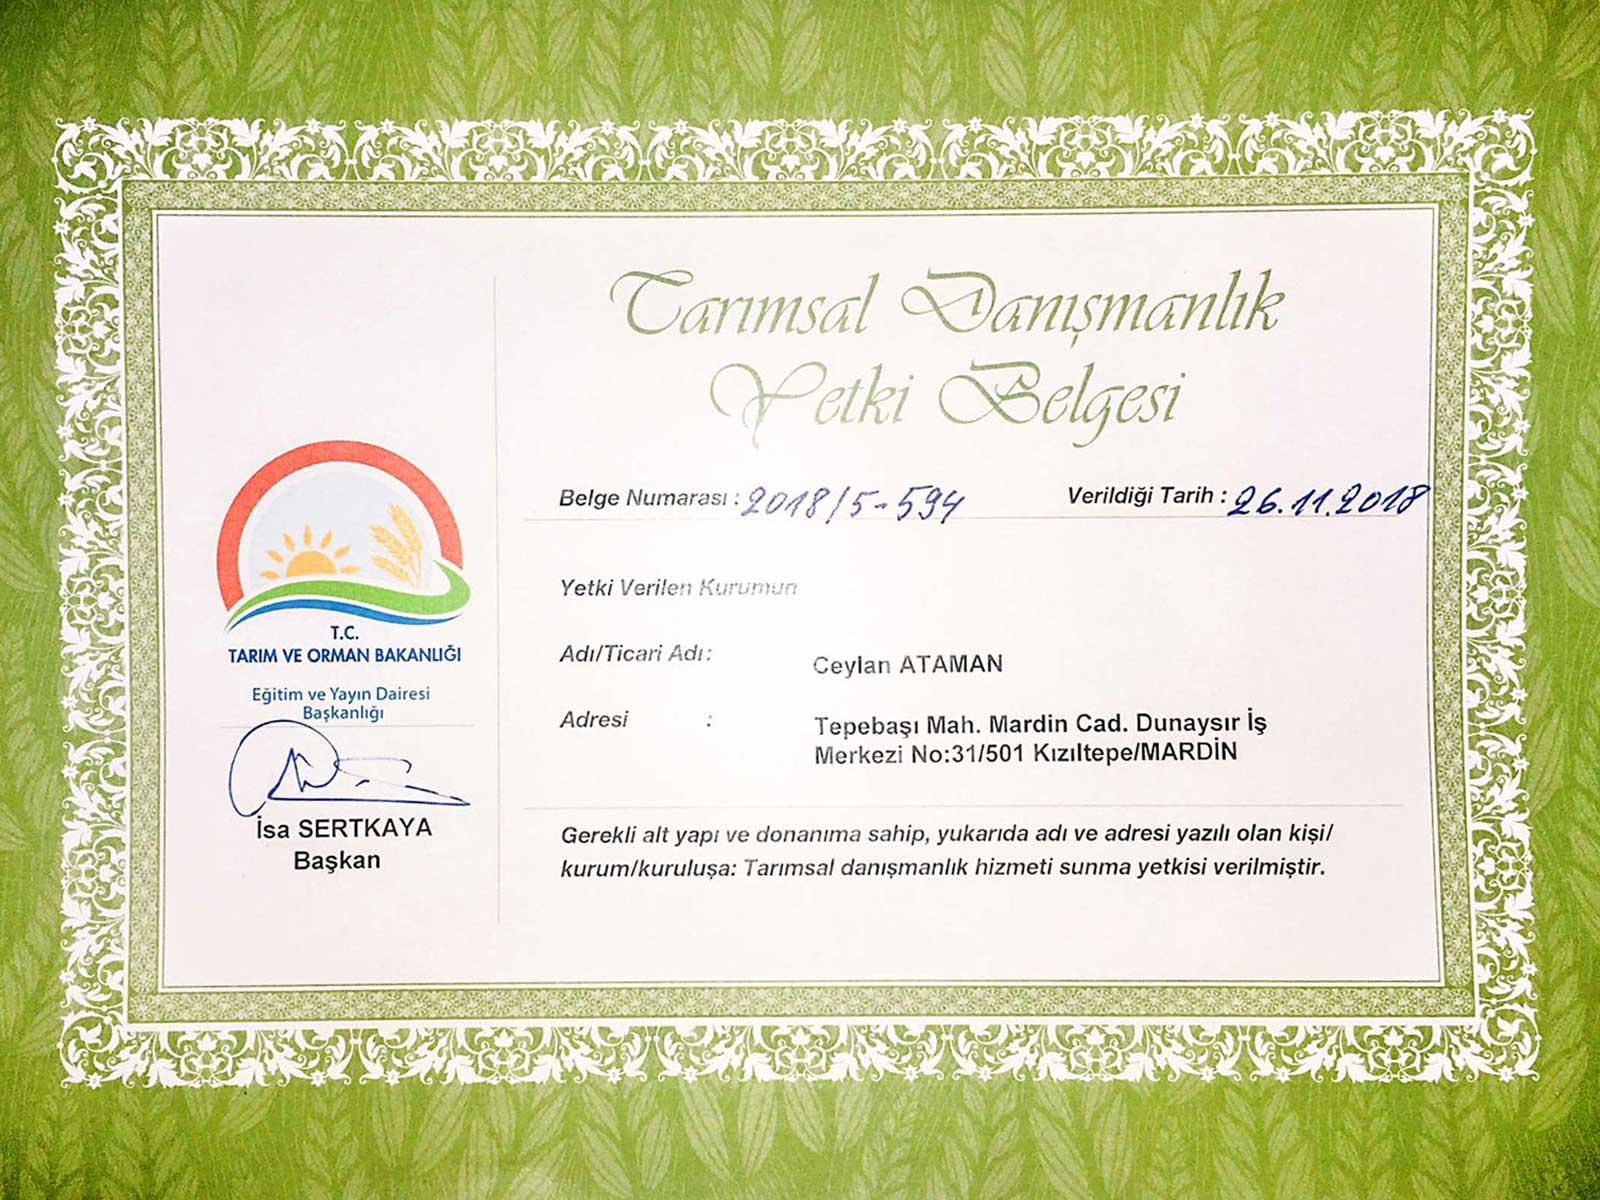 Tarımsal Danışmanlık
Yetki Belgesi
Belge Numarası : 2018/5-594
Verildiği Tarih : 26.11.2018
Yetki Verilen Kurumun
Adı/Ticari Adı :
Ceylan ATAMAN
Adresi :
Tepebaşı Mah. Mardin Cad. Dunaysır İş
Merkezi No:31/501 Kızıltepe/MARDİN
Gerekli alt yapı ve donanıma sahip, yukarıda adı ve adresi yazılı olan kişi/
kurum/kuruluşa: Tarımsal danışmanlık hizmeti sunma yetkisi verilmiştir.
T.C.
TARIM VE ORMAN BAKANLIĞI
Eğitim ve Yayın Dairesi
Başkanlığı
İsa SERTKAYA
Başkan